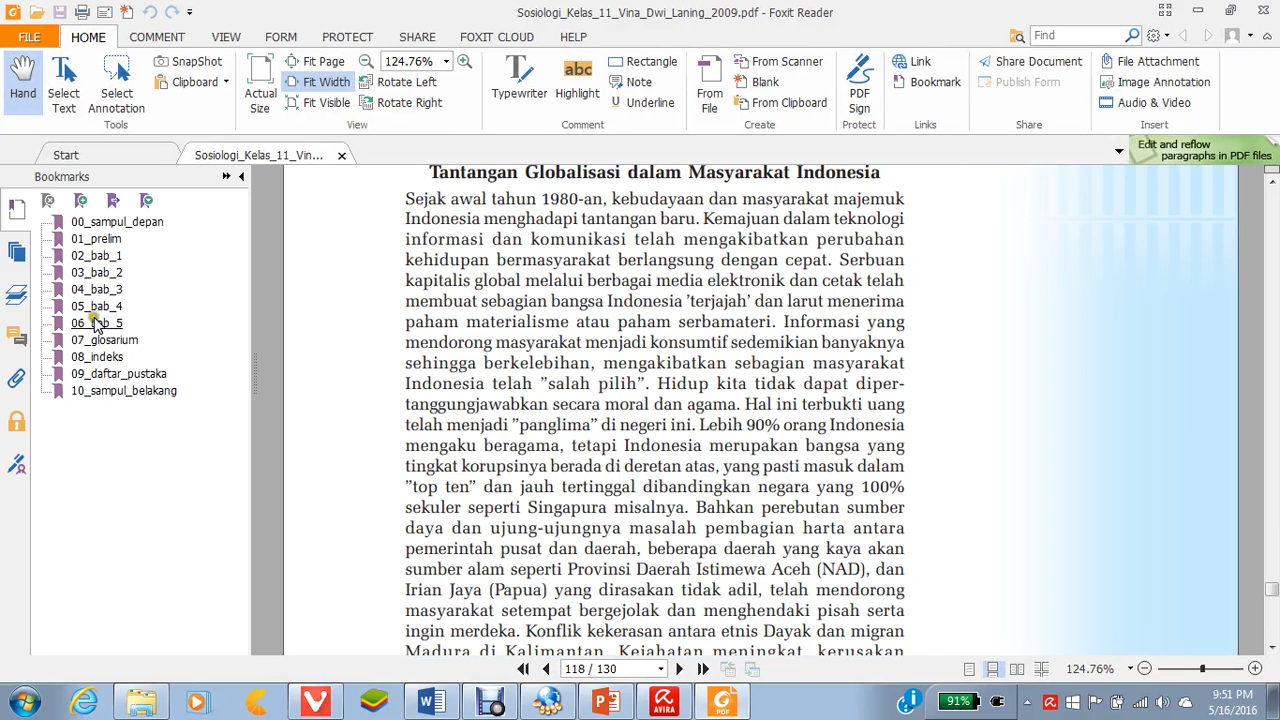 Sosiologi_Kelas_11_Vina_Dwi_Laning_2009.pdf - Foxit Reader
FILE HOME COMMENT VIEW FORM PROTECT SHARE FOXIT CLOUD HELP Find
Hand
Select Text
Select Annotation
SnapShot
Clipboard
Tools
Actual Size
Fit Page
Fit Width
Fit Visible
124.76%
Rotate Left
Rotate Right
View
Typewriter
abc
Highlight
Rectangle
Note
Underline
Comment
From File
From Scanner
Blank
From Clipboard
Create
PDF Sign
Protect
Link
Bookmark
Links
Share Document
Publish Form
Share
File Attachment
Image Annotation
Audio & Video
Insert
Start
Sosiologi_Kelas_11_Vin...
Edit and reflow
paragraphs in PDF files
Bookmarks
00_sampul_depan
01_prelim
02_bab_1
03_bab_2
04_bab_3
05_bab_4
06_bab_5
07_glosarium
08_indeks
09_daftar_pustaka
10_sampul_belakang
Tantangan Globalisasi dalam Masyarakat Indonesia
Sejak awal tahun 1980-an, kebudayaan dan masyarakat majemuk
Indonesia menghadapi tantangan baru. Kemajuan dalam teknologi
informasi dan komunikasi telah mengakibatkan perubahan
kehidupan bermasyarakat berlangsung dengan cepat. Serbuan
kapitalis global melalui berbagai media elektronik dan cetak telah
membuat sebagian bangsa Indonesia 'terjajah' dan larut menerima
paham materialisme atau paham serbamateri. Informasi yang
mendorong masyarakat menjadi konsumtif sedemikian banyaknya
sehingga berkelebihan, mengakibatkan sebagian masyarakat
Indonesia telah "salah pilih". Hidup kita tidak dapat diper-
tanggungjawabkan secara moral dan agama. Hal ini terbukti uang
telah menjadi "panglima" di negeri ini. Lebih 90% orang Indonesia
mengaku beragama, tetapi Indonesia merupakan bangsa yang
tingkat korupsinya berada di deretan atas, yang pasti masuk dalam
"top ten" dan jauh tertinggal dibandingkan negara yang 100%
sekuler seperti Singapura misalnya. Bahkan perebutan sumber
daya dan ujung-ujungnya masalah pembagian harta antara
pemerintah pusat dan daerah, beberapa daerah yang kaya akan
sumber alam seperti Provinsi Daerah Istimewa Aceh (NAD), dan
Irian Jaya (Papua) yang dirasakan tidak adil, telah mendorong
masyarakat setempat bergejolak dan menghendaki pisah serta
ingin merdeka. Konflik kekerasan antara etnis Dayak dan migran
Madura di Kalimantan. Kejahatan meningkat, kerusakan
118 / 130
124.76%
91%
9:51 PM
5/16/2016